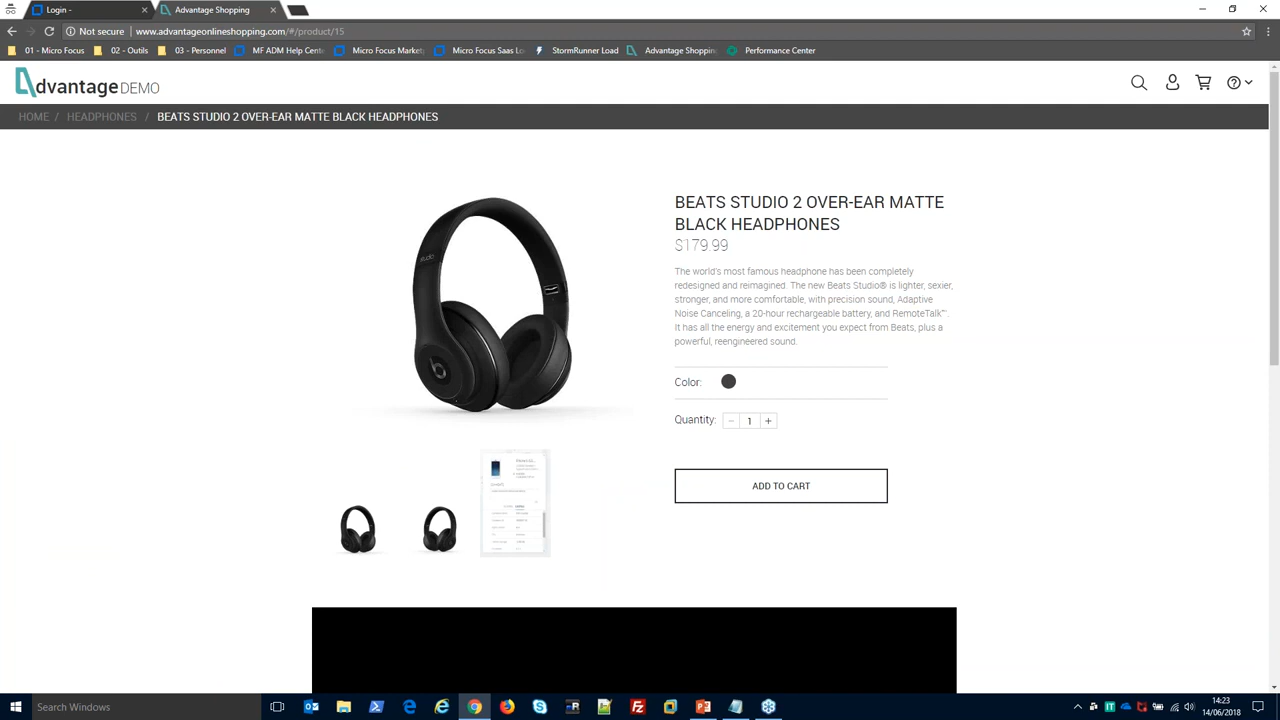 Login -
Advantage Shopping
Not secure | www.advantageonlineshopping.com/#/product/15
01 - Micro Focus
02 - Outils
03 - Personnel
MF ADM Help Cente
Micro Focus Market
Micro Focus Saas Lo
StormRunner Load
Advantage Shopping
Performance Center
dvantage DEMO
HOME / HEADPHONES / BEATS STUDIO 2 OVER-EAR MATTE BLACK HEADPHONES
BEATS STUDIO 2 OVER-EAR MATTE
BLACK HEADPHONES
$179.99
The world's most famous headphone has been completely
redesigned and reimagined. The new Beats Studio® is lighter, sexier,
stronger, and more comfortable, with precision sound, Adaptive
Noise Canceling, a 20-hour rechargeable battery, and RemoteTalk™.
It has all the energy and excitement you expect from Beats, plus a
powerful, reengineered sound.
Color:
Quantity: - 1 +
ADD TO CART
studio
Search Windows
IT
14:23
14/06/2018